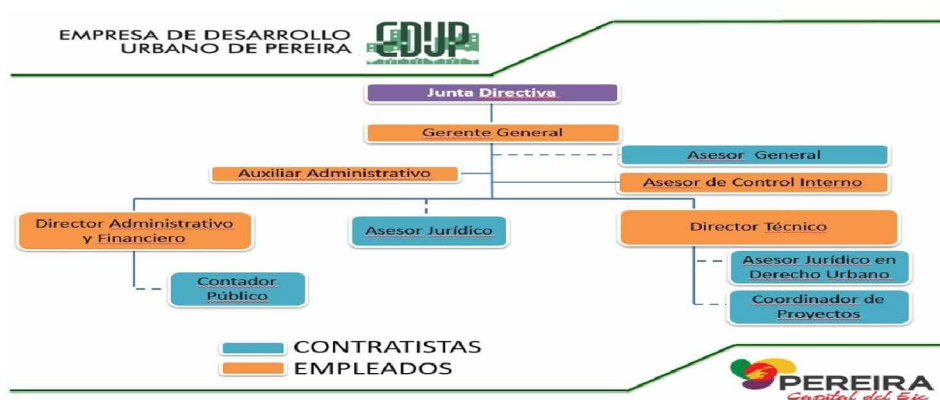 EMPRESA DE DESARROLLO
URBANO DE PEREIRA
EDUP
Junta Directiva
Gerente General
Asesor General
Auxiliar Administrativo
Asesor de Control Interno
Director Administrativo
y Financiero
Asesor Jurídico
Director Técnico
Contador
Público
Asesor Jurídico en
Derecho Urbano
Coordinador de
Proyectos
CONTRATISTAS
EMPLEADOS
PEREIRA
Capital del Eje